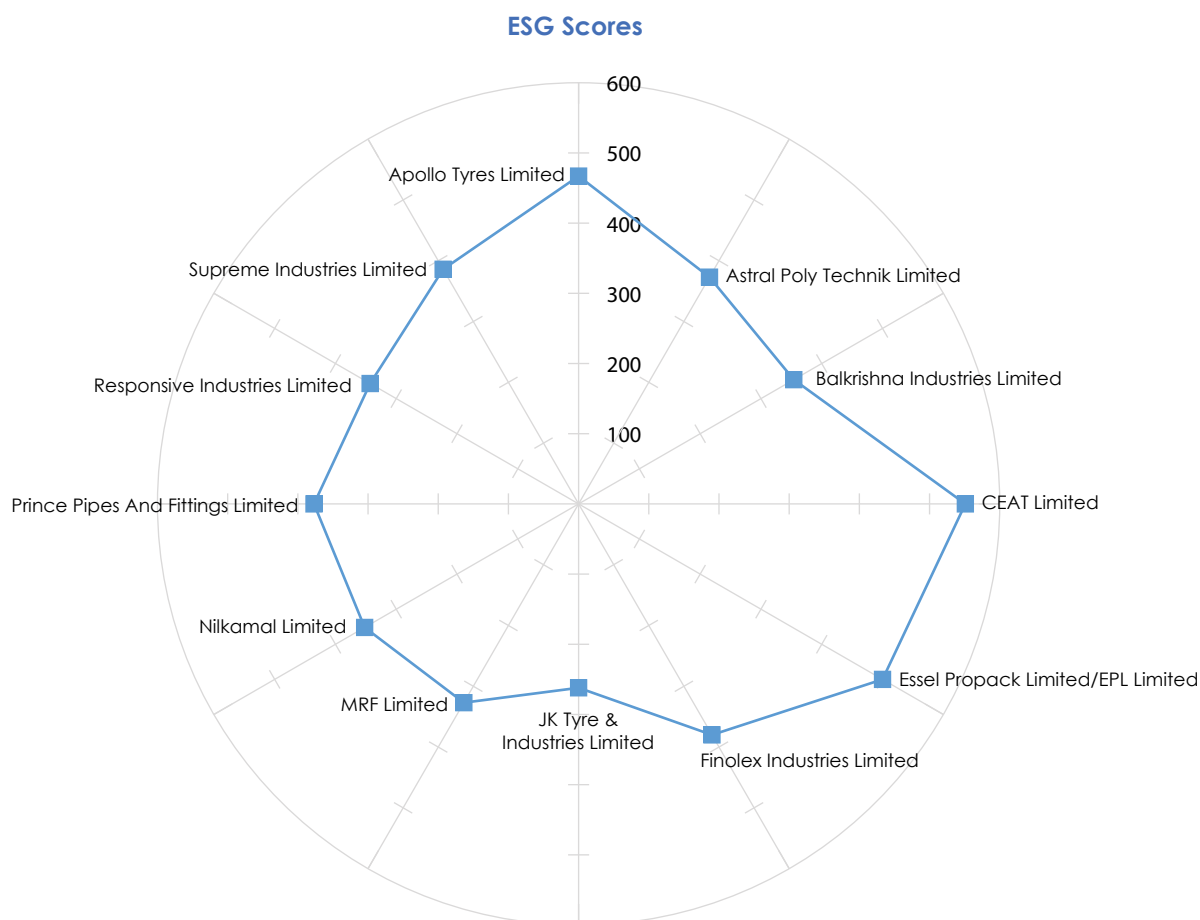 ESG Scores
600
500
Apollo Tyres Limited
400
Supreme Industries Limited
Astral Poly Technik Limited
300
200
Responsive Industries Limited
Balkrishna Industries Limited
100
Prince Pipes And Fittings Limited
CEAT Limited
Nilkamal Limited
Essel Propack Limited/EPL Limited
MRF Limited
JK Tyre &
Industries Limited
Finolex Industries Limited